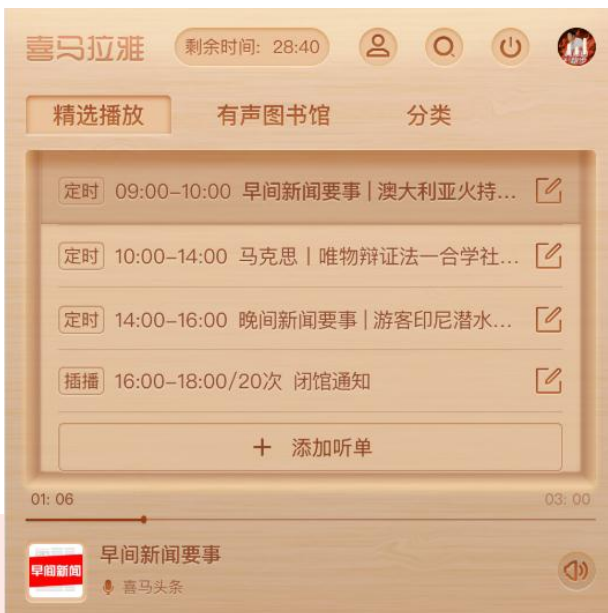 喜马拉雅 剩余时间: 28:40
精选播放 有声图书馆 分类
定时 09:00–10:00 早间新闻要事 | 澳大利亚火持...
定时 10:00–14:00 马克思 | 唯物辩证法一合学社...
定时 14:00–16:00 晚间新闻要事 | 游客印尼潜水...
插播 16:00–18:00/20次 闭馆通知
+ 添加听单
01: 06 03: 00
早间新闻 早间新闻要事
喜马头条